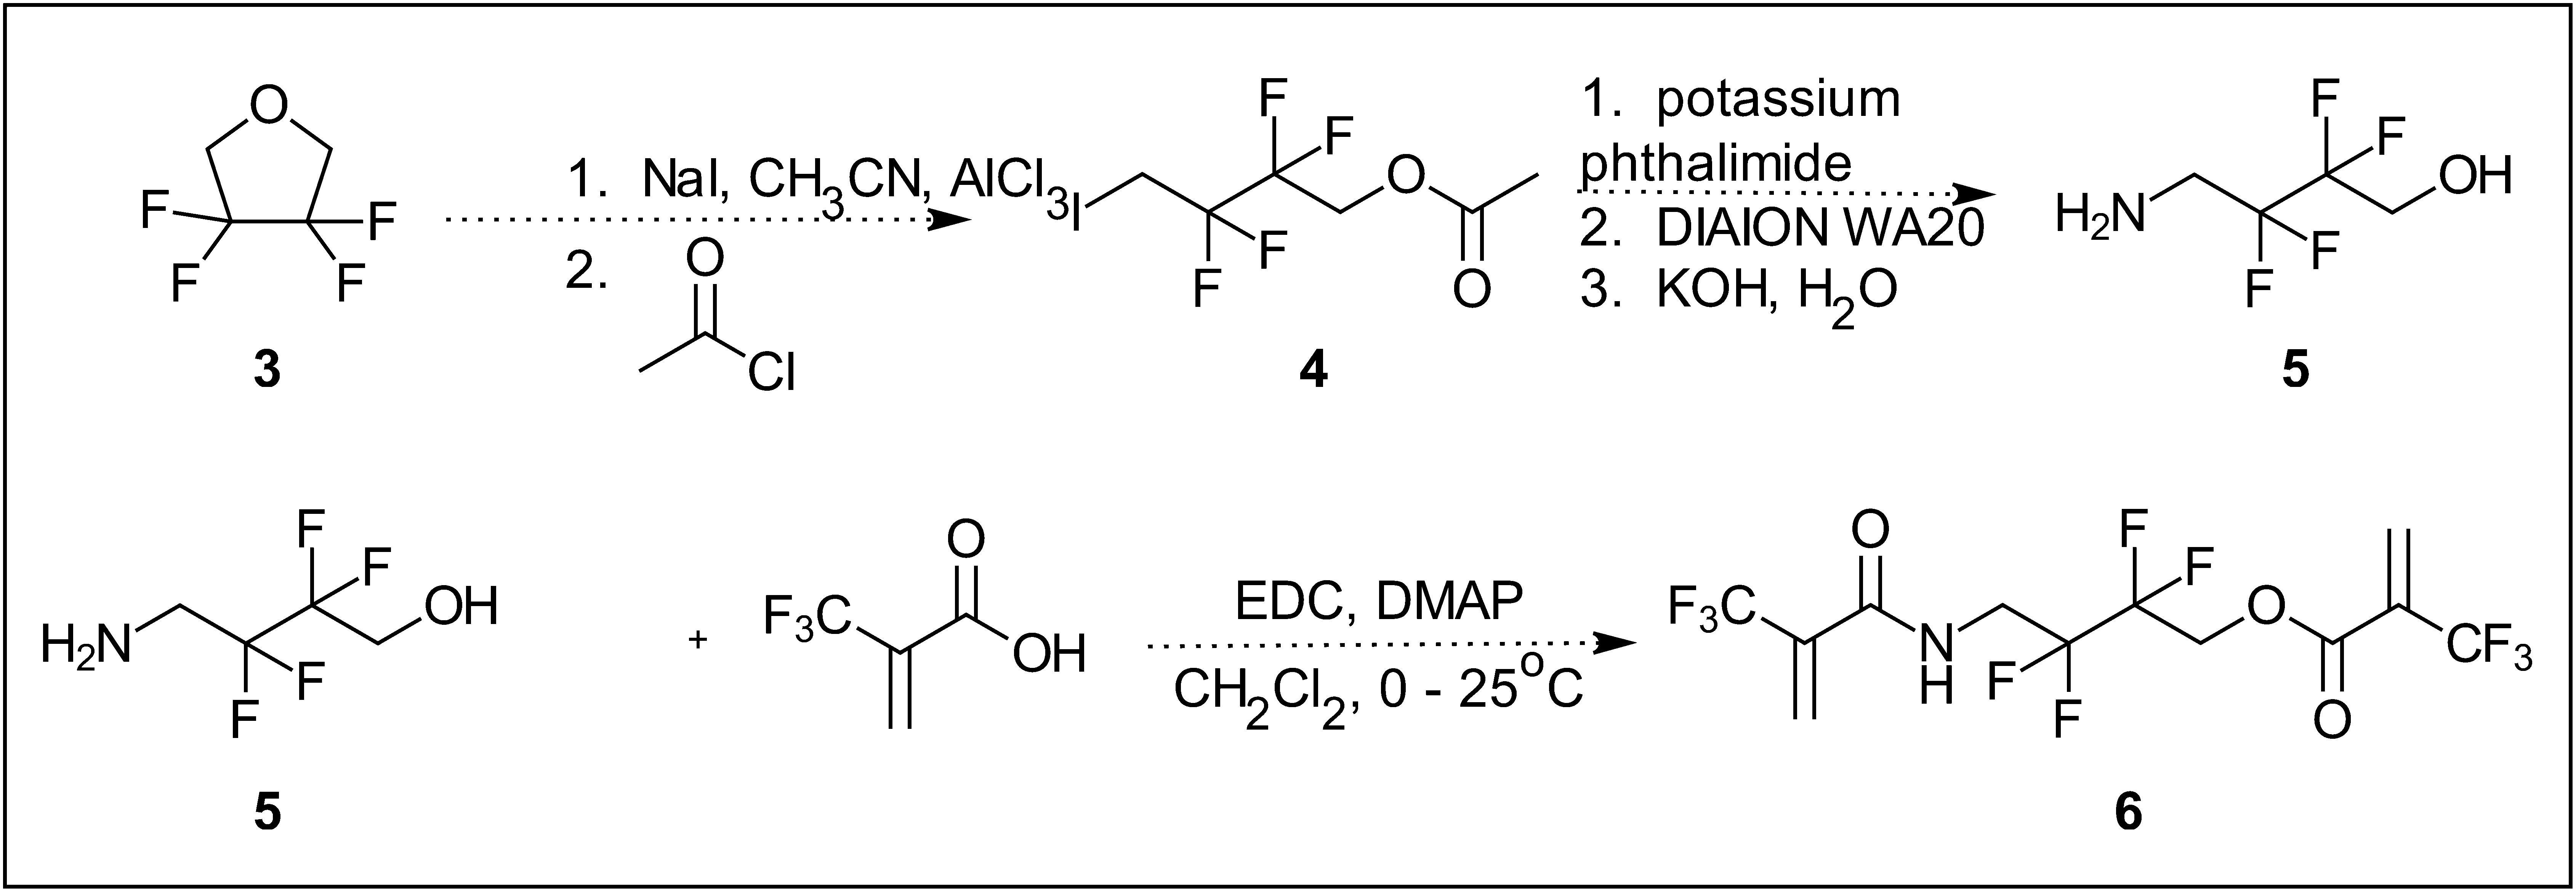 O
F
F
F
F
3
1. NaI, CH3CN, AlCl3
2.
O
Cl
I
F
F
F
F
O
O
4
1. potassium
phthalimide
2. DIAION WA20
3. KOH, H2O
H2N
F
F
F
F
OH
5
H2N
F
F
F
F
OH
5
+
F3C
O
OH
EDC, DMAP
CH2Cl2, 0 - 25oC
F3C
O
N
H
F
F
F
F
O
O
CF3
6